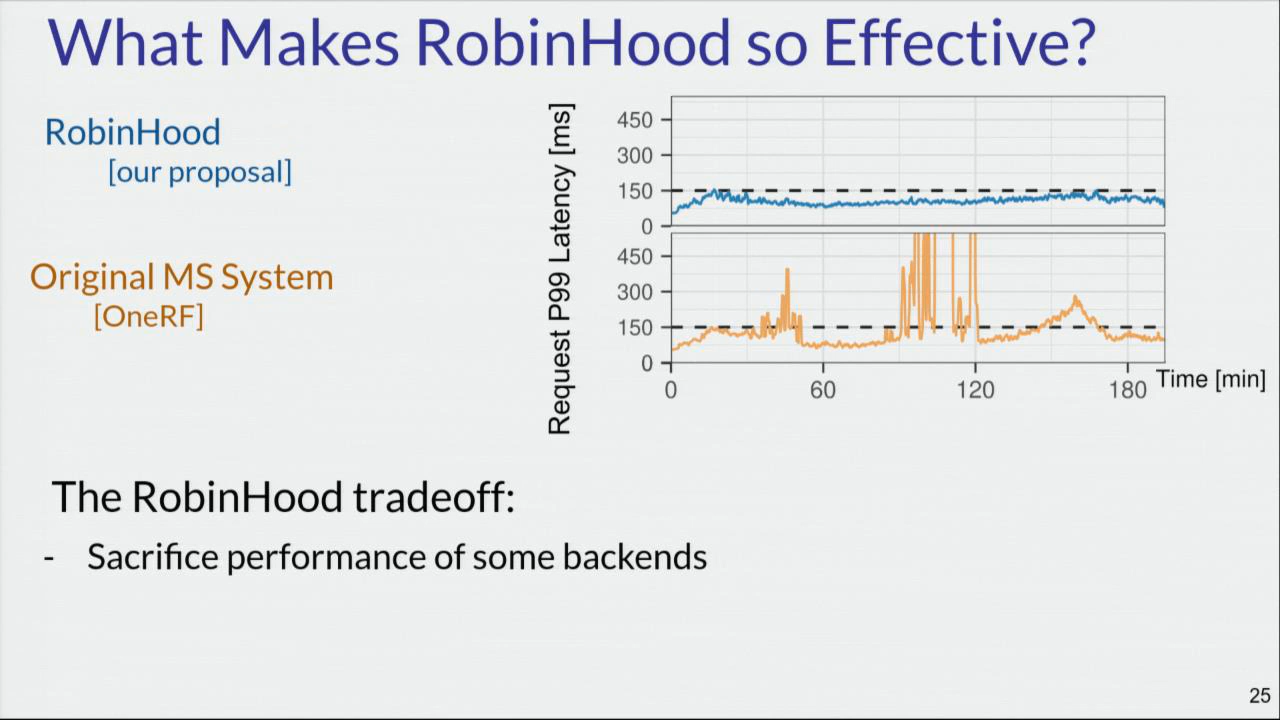 What Makes RobinHood so Effective?
RobinHood
[our proposal]
Original MS System
[OneRF]
Request P99 Latency [ms]
450
300
150
0
450
300
150
0
0 60 120 180
Time [min]
The RobinHood tradeoff:
- Sacrifice performance of some backends
25